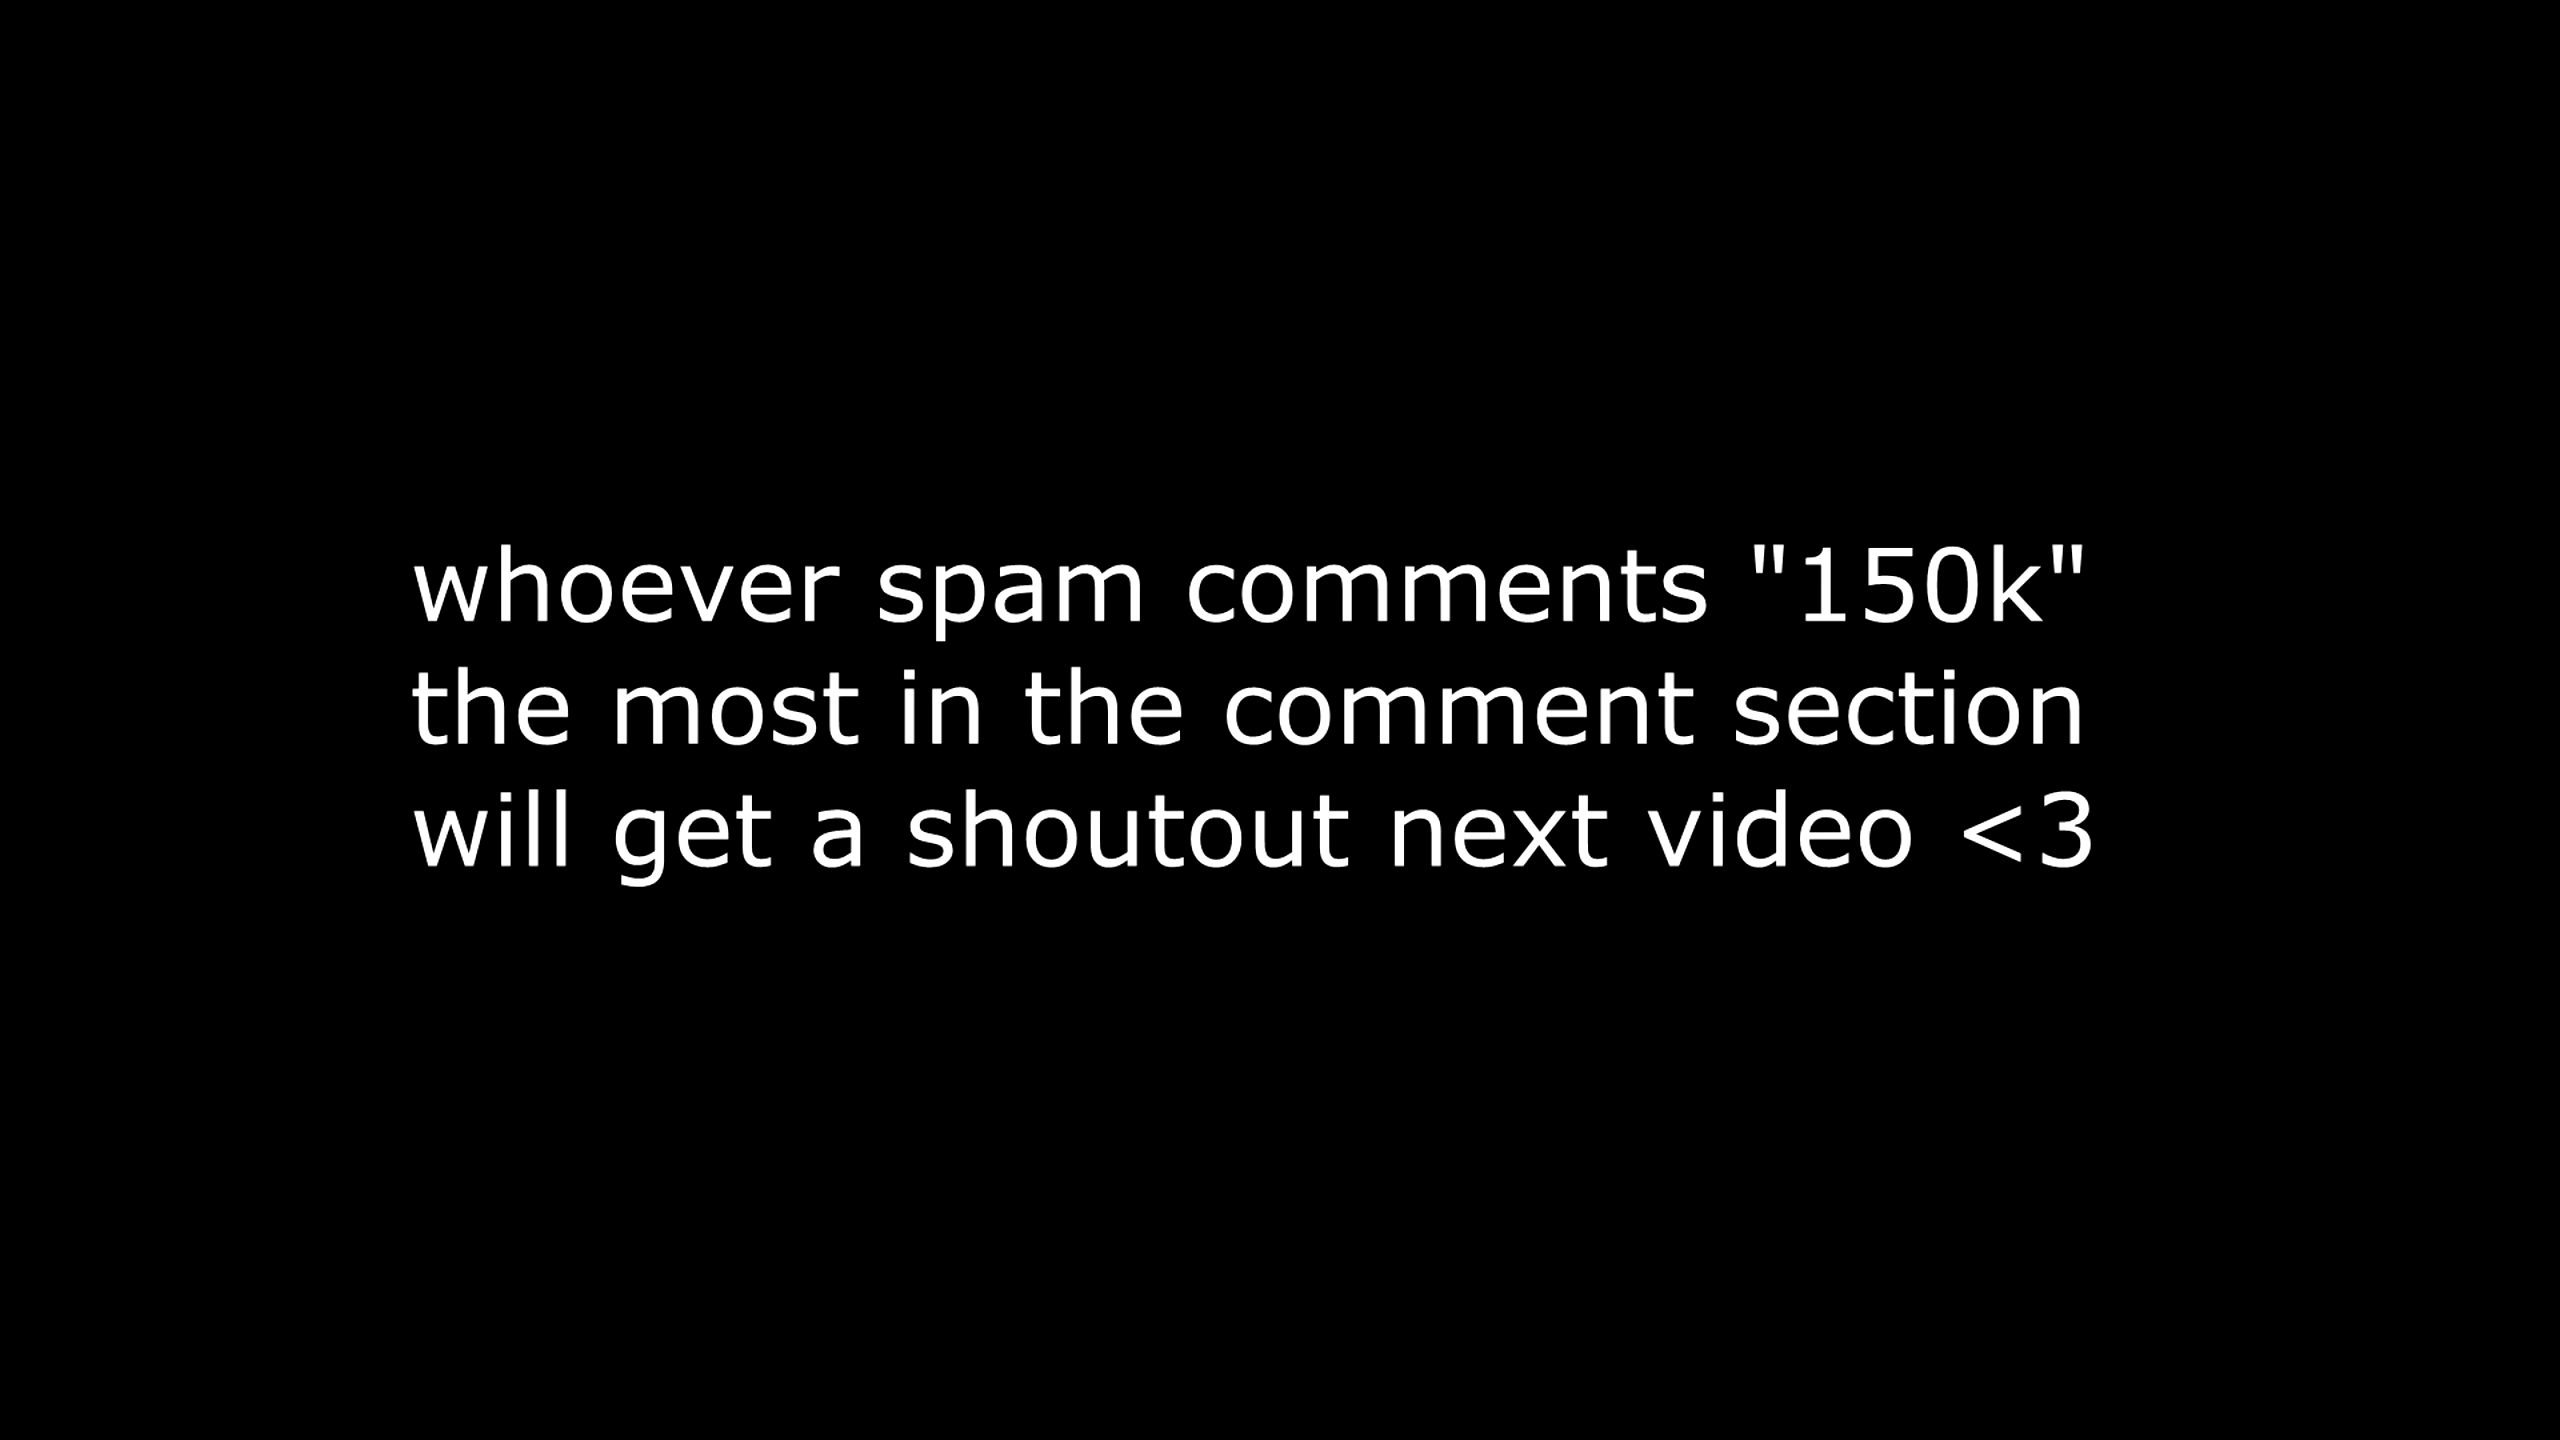 whoever spam comments "150k"
the most in the comment section
will get a shoutout next video <3